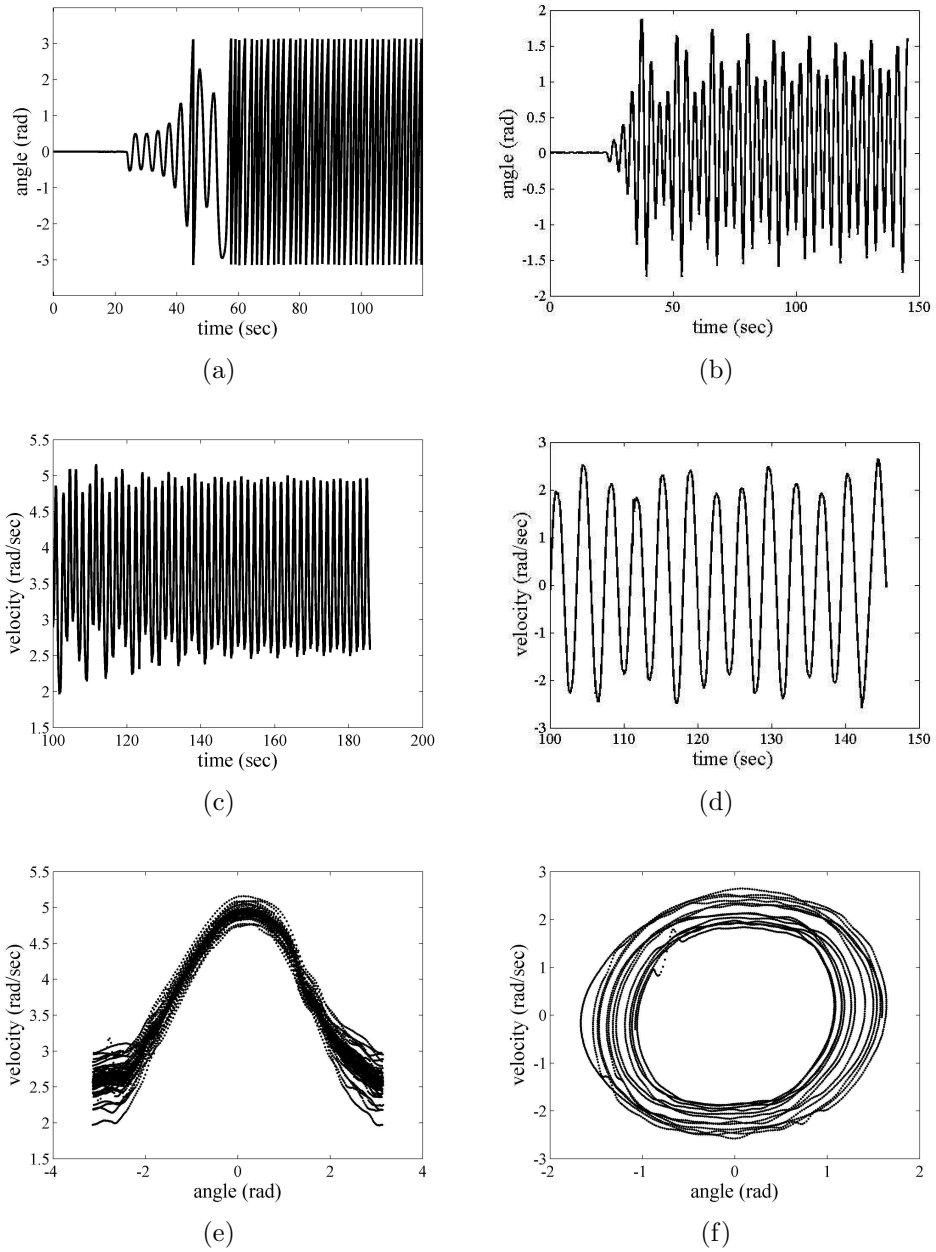 3
2
1
0
-1
-2
-3
angle (rad)
0 20 40 60 80 100
time (sec)
(a)
2
1.5
1
0.5
0
-0.5
-1
-1.5
-2
angle (rad)
0 50 100 150
time (sec)
(b)
5.5
5
4.5
4
3.5
3
2.5
2
1.5
velocity (rad/sec)
100 120 140 160 180 200
time (sec)
(c)
3
2
1
0
-1
-2
-3
velocity (rad/sec)
100 110 120 130 140 150
time (sec)
(d)
5.5
5
4.5
4
3.5
3
2.5
2
1.5
velocity (rad/sec)
-4 -2 0 2 4
angle (rad)
(e)
3
2
1
0
-1
-2
-3
velocity (rad/sec)
-2 -1 0 1 2
angle (rad)
(f)